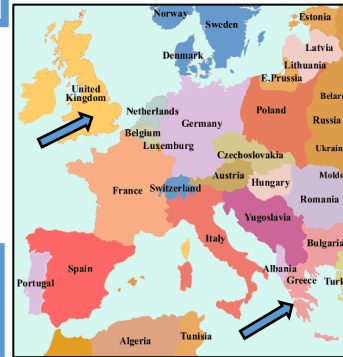 Norway
Sweden
Estonia
Latvia
Denmark
Lithuania
E.Prussia
United
Kingdom
Netherlands
Belgium
Luxemburg
Germany
Poland
Russia
Czechoslovakia
Austria
Hungary
France
Switzerland
Romania
Yugoslavia
Italy
Bulgaria
Albania
Greece
Spain
Portugal
Algeria
Tunisia